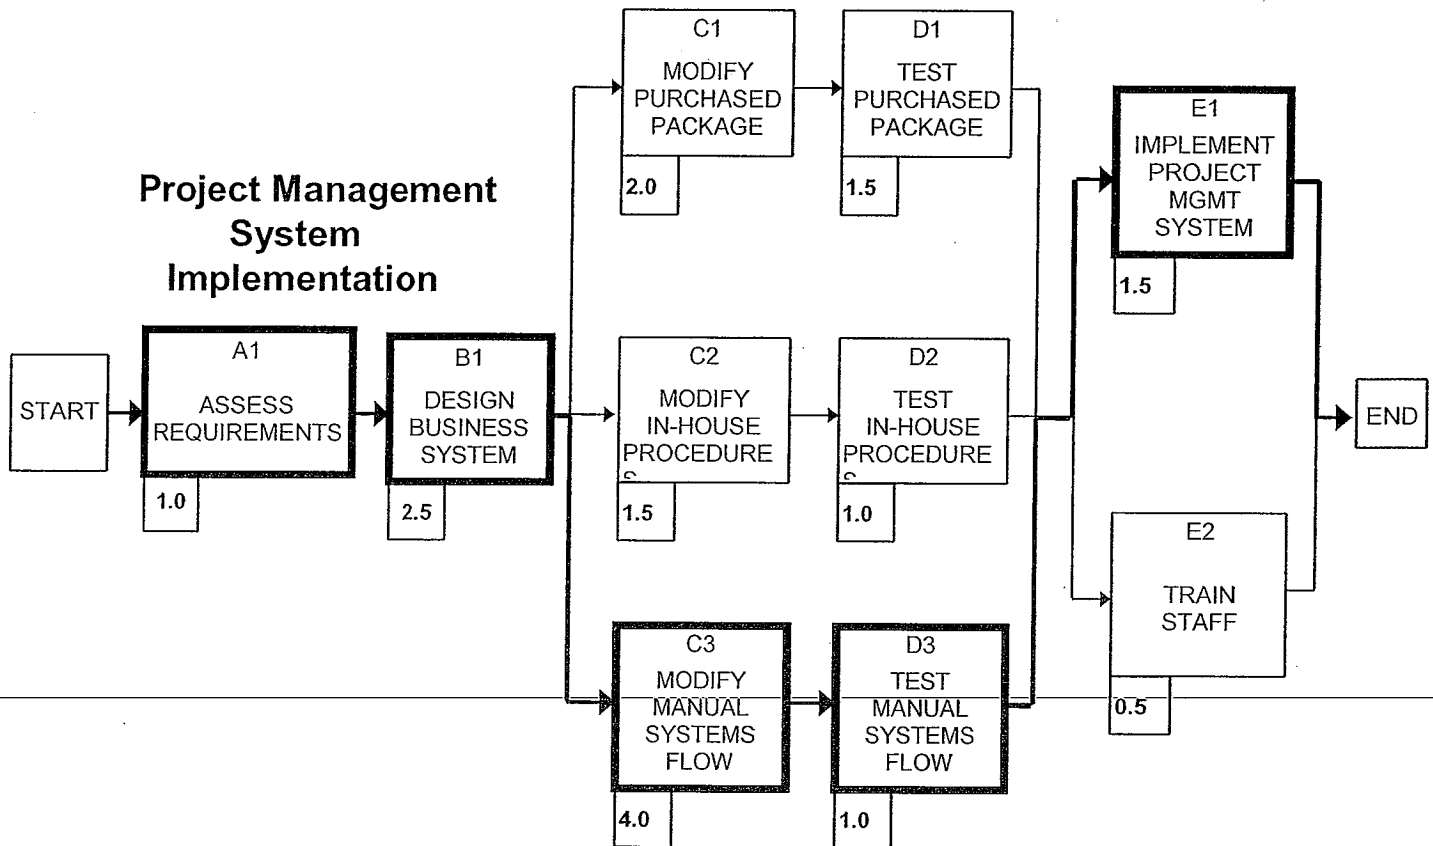 Project Management
System
Implementation
START
A1
ASSESS
REQUIREMENTS
1.0
B1
DESIGN
BUSINESS
SYSTEM
2.5
C1
MODIFY
PURCHASED
PACKAGE
2.0
D1
TEST
PURCHASED
PACKAGE
1.5
C2
MODIFY
IN-HOUSE
PROCEDURE
1.5
D2
TEST
IN-HOUSE
PROCEDURE
1.0
C3
MODIFY
MANUAL
SYSTEMS
FLOW
4.0
D3
TEST
MANUAL
SYSTEMS
FLOW
1.0
E1
IMPLEMENT
PROJECT
MGMT
SYSTEM
1.5
E2
TRAIN
STAFF
0.5
END